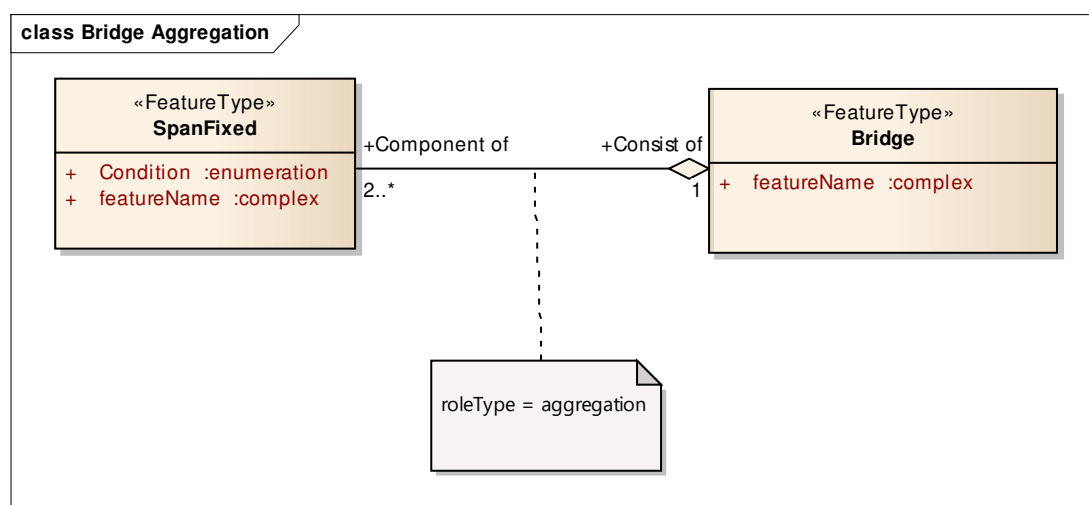 class Bridge Aggregation
«FeatureType»
SpanFixed
+ Condition :enumeration
+ featureName :complex
+Component of
2..*
+Consist of
1
«FeatureType»
Bridge
+ featureName :complex
roleType = aggregation